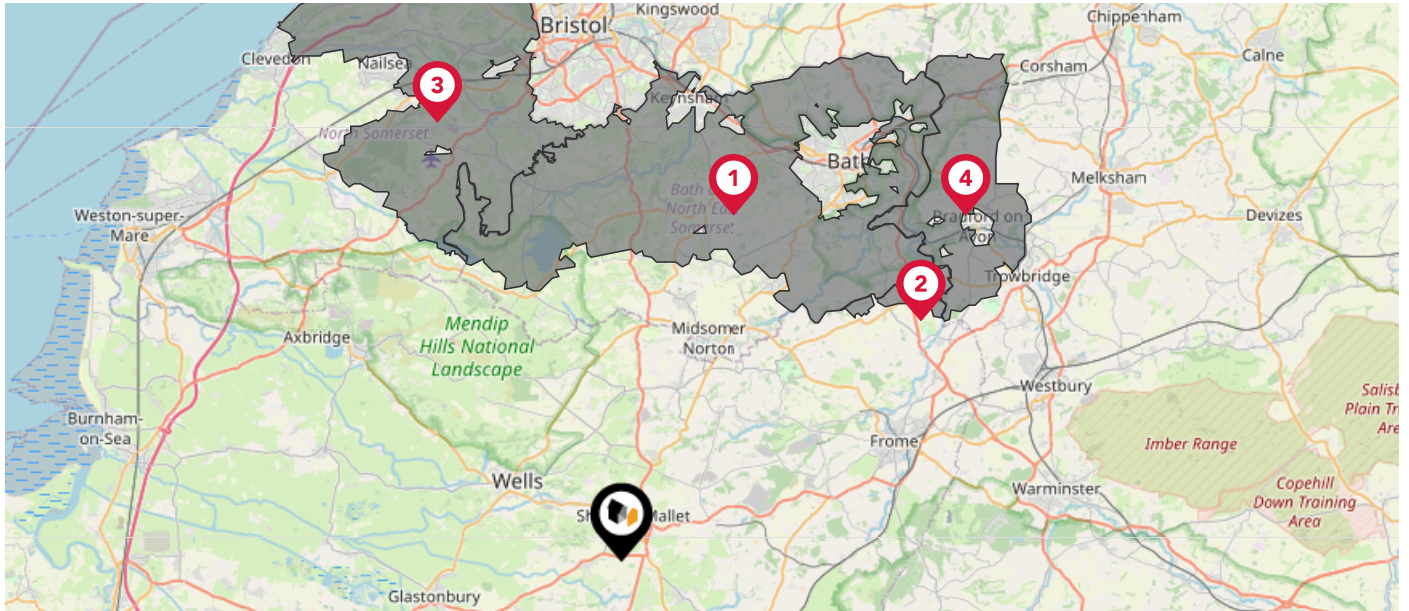 Kingswood
Bristol
Chippenham
Clevedon
Nailsea
Calne
Corsham
3
North Somerset
Bath
1
4
Melksham
Bath
North East
Somerset
Bradford on
Avon
Weston-super-
Mare
Devizes
2
Trowbridge
Axbridge
Mendip
Hills National
Landscape
Midsomer
Norton
Westbury
Salisb
Plain Tr
Are
Burnham-
on-Sea
Frome
Imber Range
Wells
Warminster
Copehill
Down Training
Area
Sh Mallet
Glastonbury